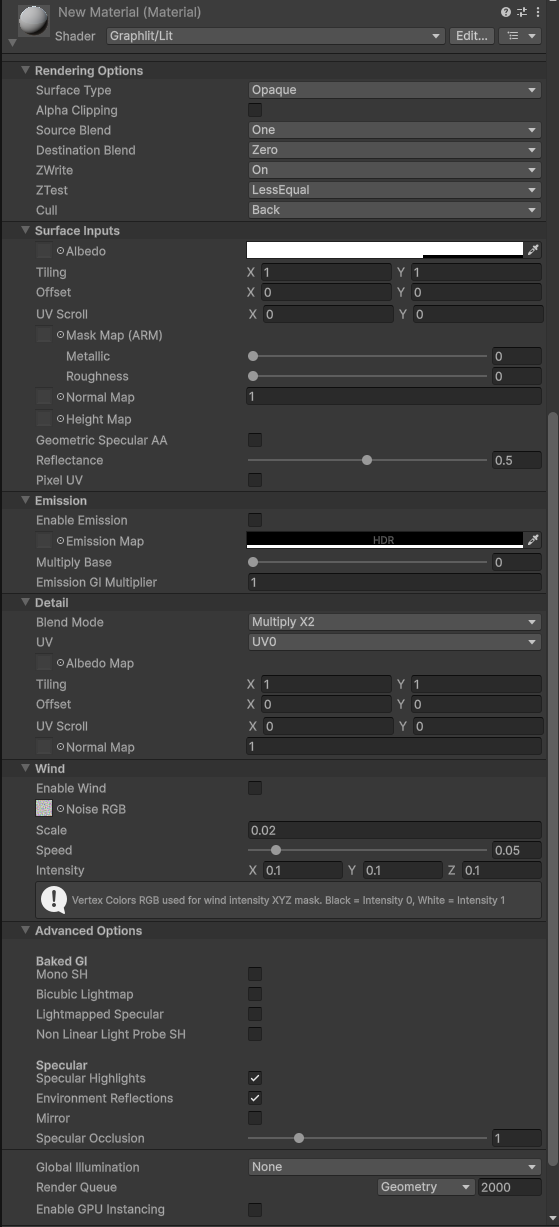 New Material (Material)
Shader Graphlit/Lit Edit...
Rendering Options
Surface Type Opaque
Alpha Clipping
Source Blend One
Destination Blend Zero
ZWrite On
ZTest LessEqual
Cull Back
Surface Inputs
Albedo
Tiling X 1 Y 1
Offset X 0 Y 0
UV Scroll X 0 Y 0
Mask Map (ARM)
Metallic 0
Roughness 0
Normal Map 1
Height Map
Geometric Specular AA
Reflectance 0.5
Pixel UV
Emission
Enable Emission
Emission Map HDR
Multiply Base 0
Emission GI Multiplier 1
Detail
Blend Mode Multiply X2
UV UV0
Albedo Map
Tiling X 1 Y 1
Offset X 0 Y 0
UV Scroll X 0 Y 0
Normal Map 1
Wind
Enable Wind
Noise RGB
Scale 0.02
Speed 0.05
Intensity X 0.1 Y 0.1 Z 0.1
Vertex Colors RGB used for wind intensity XYZ mask. Black = Intensity 0, White = Intensity 1
Advanced Options
Baked GI
Mono SH
Bicubic Lightmap
Lightmapped Specular
Non Linear Light Probe SH
Specular
Specular Highlights
Environment Reflections
Mirror
Specular Occlusion 1
Global Illumination None
Render Queue Geometry 2000
Enable GPU Instancing